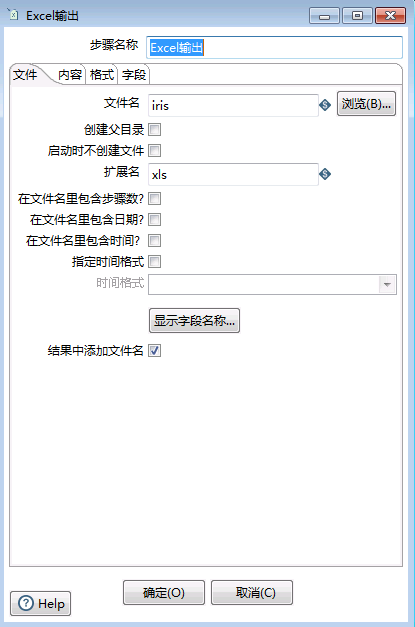 Excel输出
步骤名称 Excel输出
文件 内容 格式 字段
文件名 iris 浏览(B)...
创建父目录
启动时不创建文件
扩展名 xls
在文件名里包含步骤数?
在文件名里包含日期?
在文件名里包含时间?
指定时间格式
时间格式
显示字段名称...
结果中添加文件名
确定(O) 取消(C)
Help